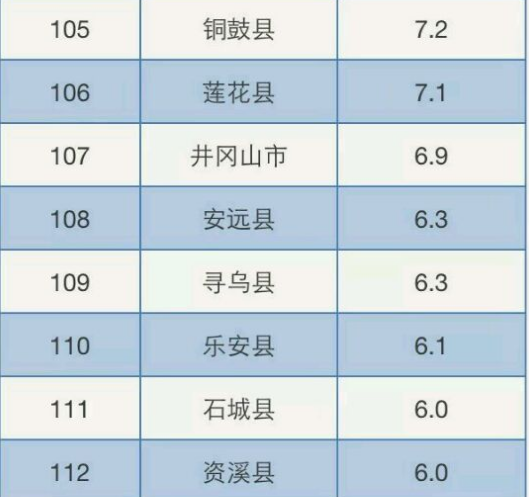 105 铜鼓县 7.2
106 莲花县 7.1
107 井冈山市 6.9
108 安远县 6.3
109 寻乌县 6.3
110 乐安县 6.1
111 石城县 6.0
112 资溪县 6.0